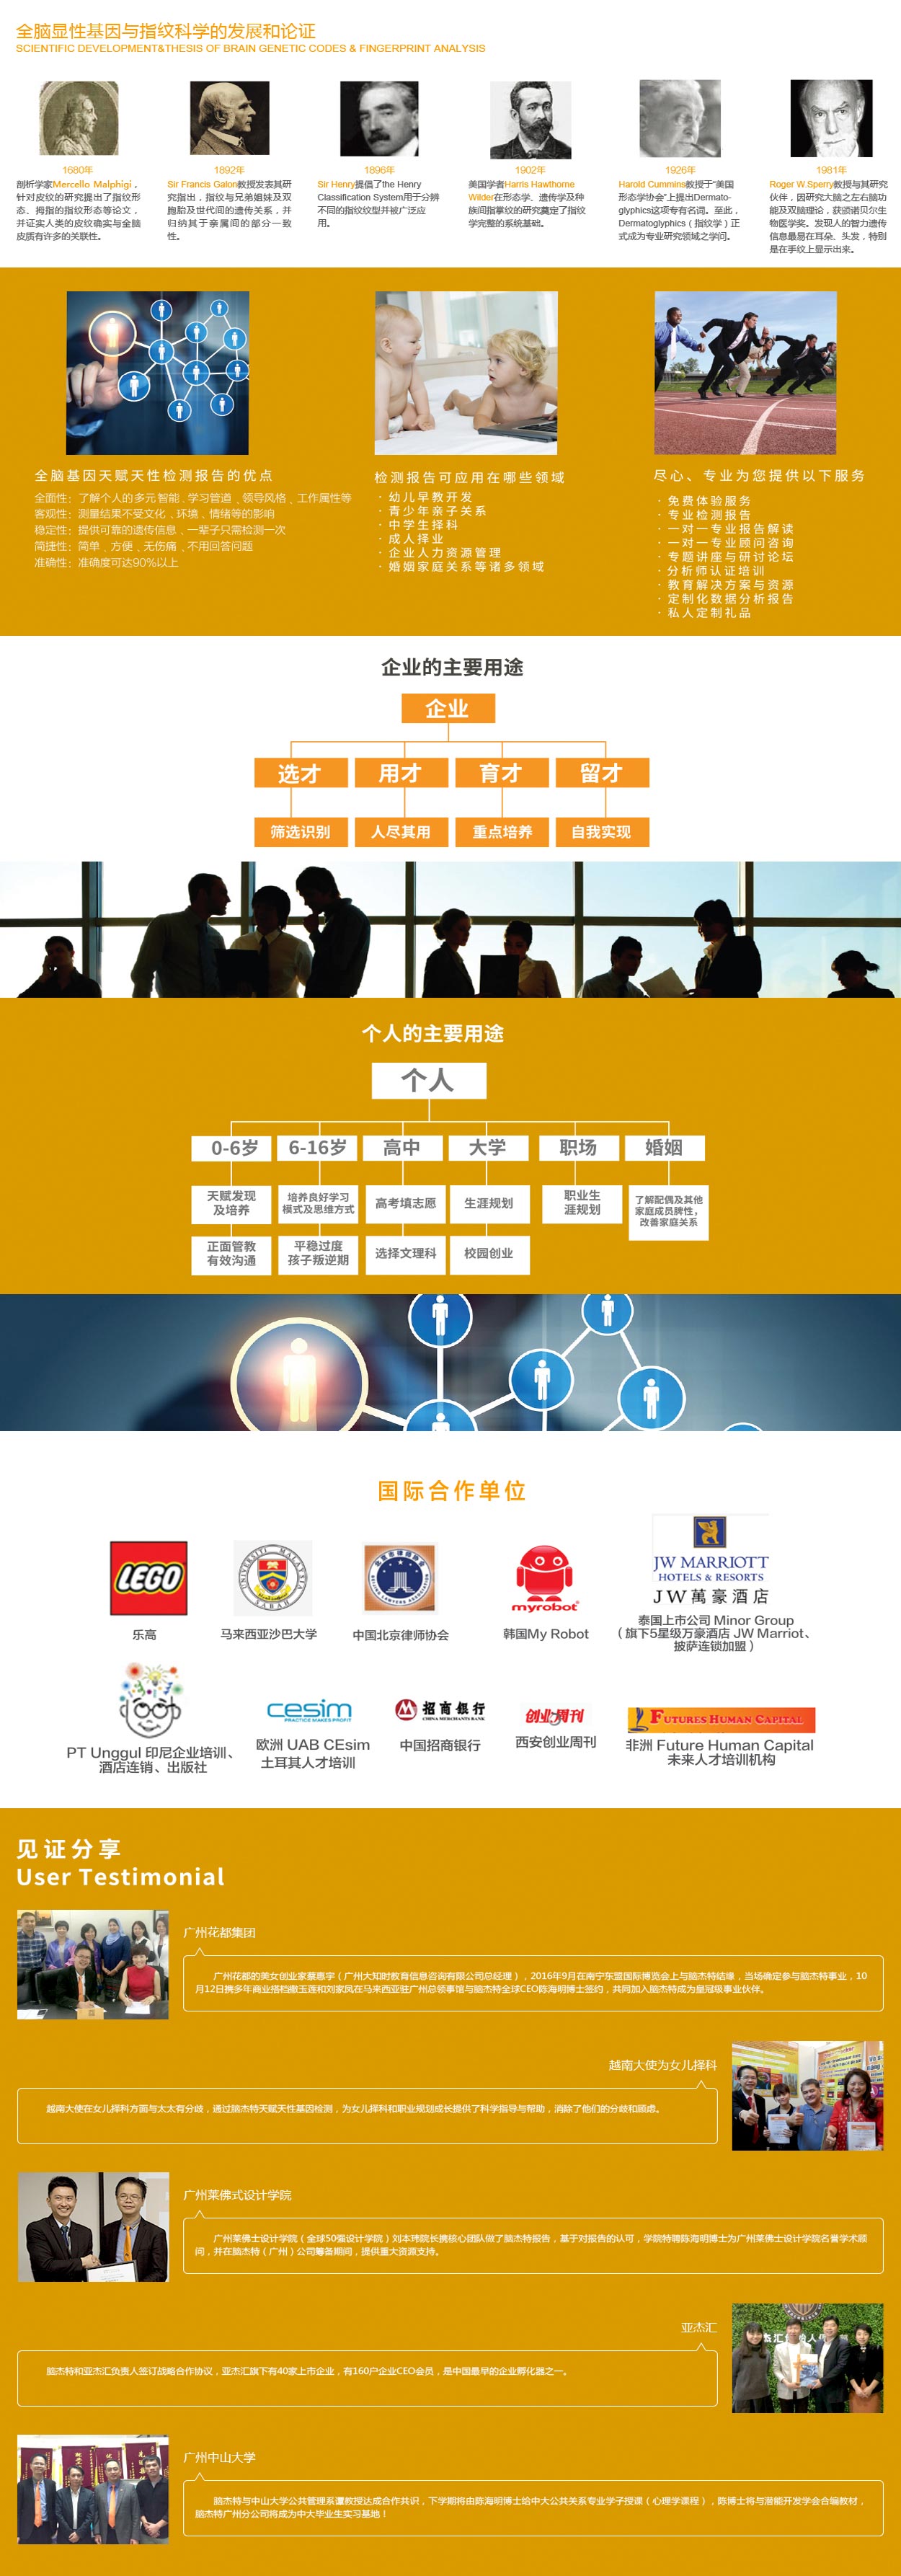 全脑显性基因与指纹科学的发展和论证
SCIENTIFIC DEVELOPMENT&THESIS OF BRAIN GENETIC CODES & FINGERPRINT ANALYSIS
1680年
剖析学家Mercello Malphigi，
针对皮纹的研究提出了指纹形
态、拇指的指纹形态等论文，
并证实人类的皮纹确实与全脑
皮质有许多的关联性。
1892年
Sir Francis Galon教授发表其研
究指出，指纹与兄弟姐妹及双
胞胎及世代间的遗传关系，并
归纳其于亲属间的部分一致
性。
1896年
Sir Henry提倡了the Henry
Classification System用于分辨
不同的指纹纹型并被广泛应
用。
1902年
美国学者Harris Hawthorne
Wilder在形态学、遗传学及种
族间指掌纹的研究奠定了指纹
学完整的系统基础。
1926年
Harold Cummins教授于"美国
形态学协会"上提出Dermato-
glyphics这项专有名词。至此，
Dermatoglyphics（指纹学）正
式成为专业研究领域之学问。
1981年
Roger W.Sperry教授与其研究
伙伴，因研究大脑之左右脑功
能及双脑理论，获颁诺贝尔生
物医学奖。发现人的智力遗传
信息最易在耳朵、头发，特别
是在手纹上显示出来。
全脑基因天赋天性检测报告的优点
全面性：了解个人的多元智能﹑学习管道﹑领导风格﹑工作属性等
客观性：测量结果不受文化﹑环境﹑情绪等的影响
稳定性：提供可靠的遗传信息﹑一辈子只需检测一次
简捷性：简单﹑方便﹑无伤痛﹑不用回答问题
准确性：准确度可达90%以上
检测报告可应用在哪些领域
· 幼儿早教开发
· 青少年亲子关系
· 中学生择科
· 成人择业
· 企业人力资源管理
· 婚姻家庭关系等诸多领域
尽心、专业为您提供以下服务
· 免费体验服务
· 专业检测报告
· 一对一专业报告解读
· 一对一专业顾问咨询
· 专题讲座与研讨论坛
· 分析师认证培训
· 教育解决方案与资源
· 定制化数据分析报告
· 私人定制礼品
企业的主要用途
企业
选才 用才 育才 留才
筛选识别 人尽其用 重点培养 自我实现
个人的主要用途
个人
0-6岁 6-16岁 高中 大学 职场 婚姻
天赋发现
及培养
培养良好学习
模式及思维方式
高考填志愿
生涯规划
职业生
涯规划
了解配偶及其他
家庭成员脾性，
改善家庭关系
正面管教
有效沟通
平稳过度
孩子叛逆期
选择文理科
校园创业
国际合作单位
LEGO
乐高
UNIVERSITI MALAYSIA
SABAH
马来西亚沙巴大学
中国北京律师协会
myrobot
韩国My Robot
JW MARRIOTT
HOTELS & RESORTS
JW萬豪酒店
泰国上市公司 Minor Group
（旗下5星级万豪酒店 JW Marriot、
披萨连锁加盟）
PT Unggul 印尼企业培训、
酒店连销、出版社
cesim
PRACTICE MAKES PROFIT
欧洲 UAB CEsim
土耳其人才培训
招商银行
CHINA MERCHANTS BANK
中国招商银行
创业周刊
西安创业周刊
FUTURES HUMAN CAPITAL
非洲 Future Human Capital
未来人才培训机构
见证分享
User Testimonial
广州花都集团
广州花都的美女创业家蔡惠宇（广州大知时教育信息咨询有限公司总经理），2016年9月在南宁东盟国际博览会上与脑杰特结缘，当场确定参与脑杰特事业，10
月12日携多年商业搭档撒玉莲和刘家凤在马来西亚驻广州总领事馆与脑杰特全球CEO陈海明博士签约，共同加入脑杰特成为皇冠级事业伙伴。
越南大使为女儿择科
越南大使在女儿择科方面与太太有分歧，通过脑杰特天赋天性基因检测，为女儿择科和职业规划成长提供了科学指导与帮助，消除了他们的分歧和顾虑。
广州莱佛式设计学院
广州莱佛士设计学院（全球50强设计学院）刘本玮院长携核心团队做了脑杰特报告，基于对报告的认可，学院特聘陈海明博士为广州莱佛士设计学院名誉学术顾
问，并在脑杰特（广州）公司筹备期间，提供重大资源支持。
亚杰汇
脑杰特和亚杰汇负责人签订战略合作协议，亚杰汇旗下有40家上市企业，有160户企业CEO会员，是中国最早的企业孵化器之一。
广州中山大学
脑杰特与中山大学公共管理系谭教授达成合作共识，下学期将由陈海明博士给中大公共关系专业学子授课（心理学课程），陈博士将与潜能开发学会合编教材，
脑杰特广州分公司将成为中大毕业生实习基地！